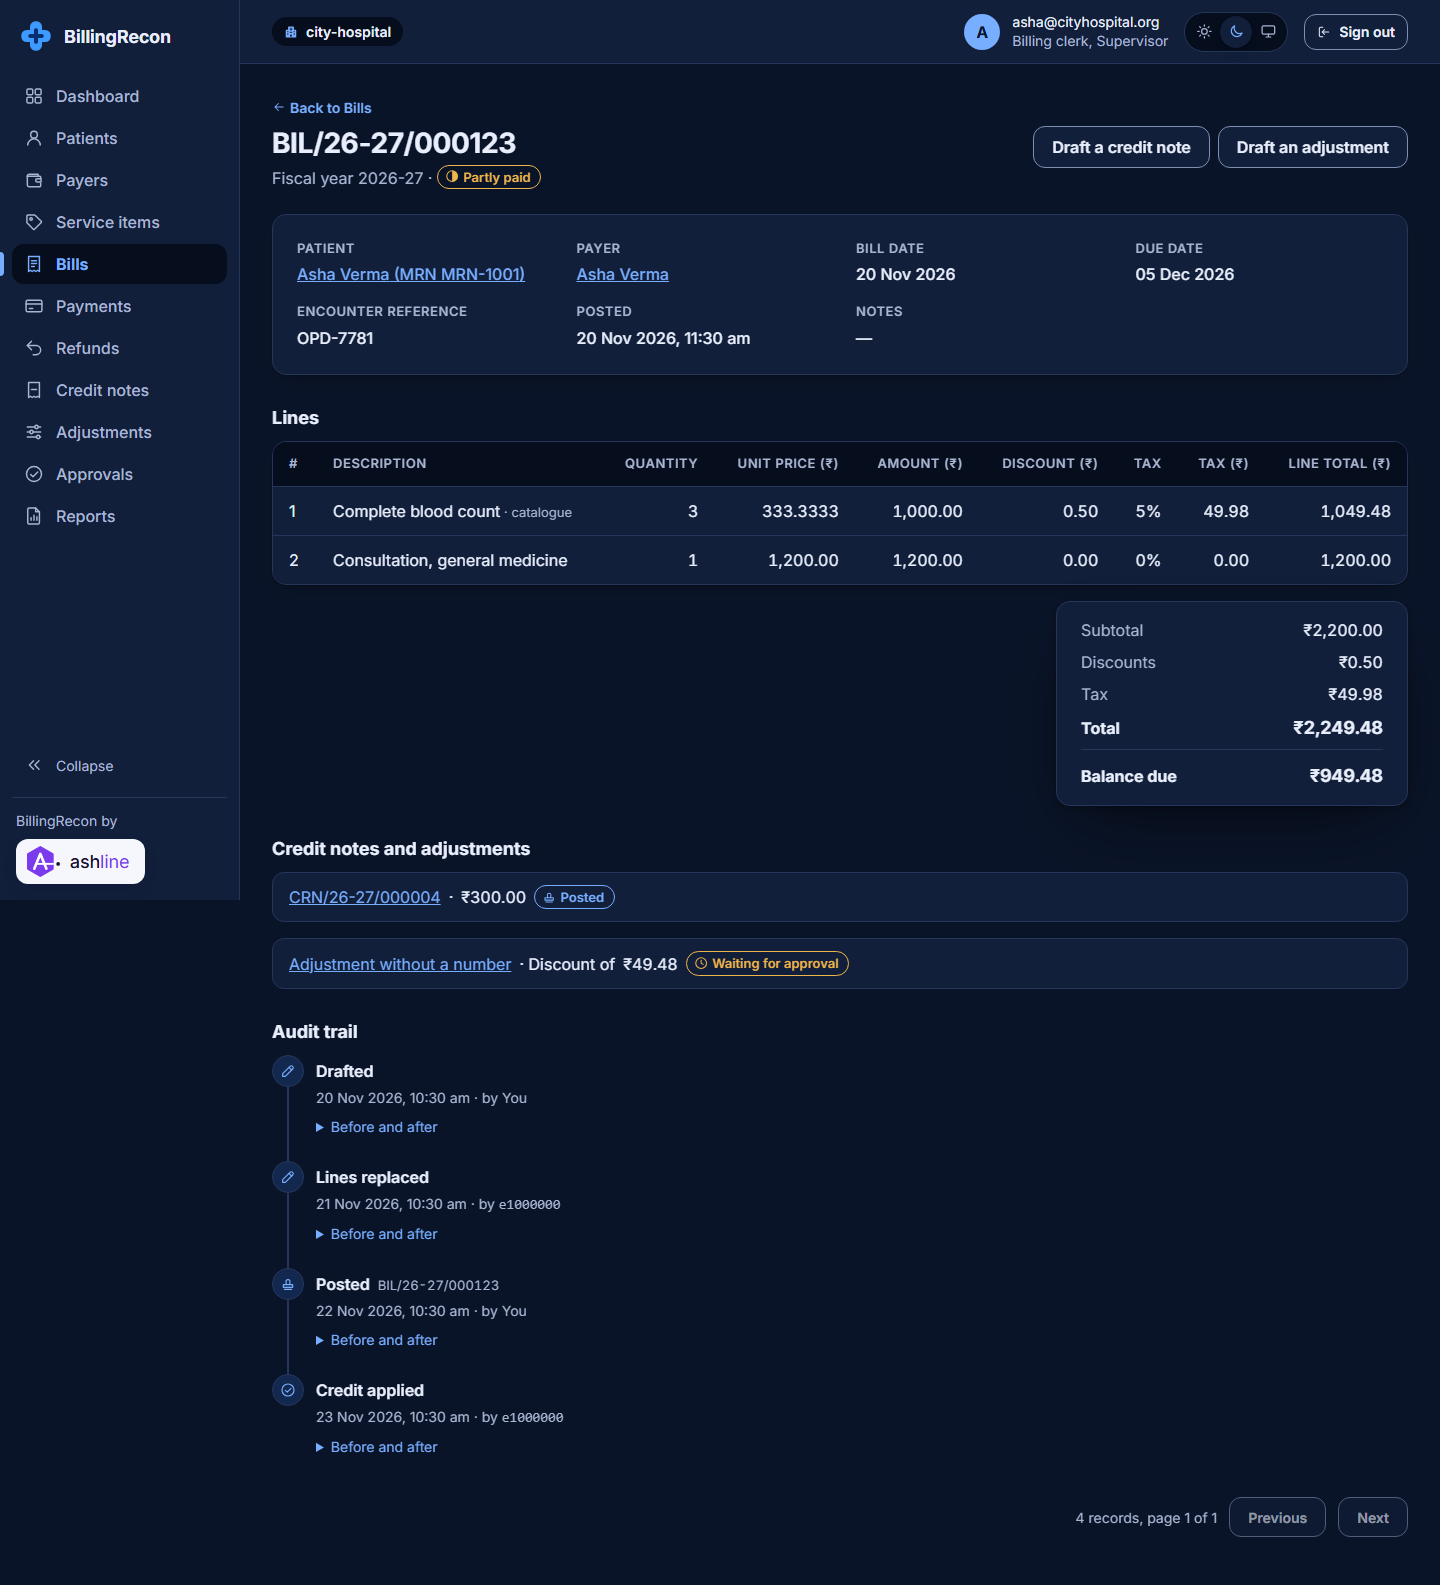 BillingRecon
city-hospital
A
asha@cityhospital.org
Billing clerk, Supervisor
Sign out
Dashboard
Patients
Payers
Service items
Bills
Payments
Refunds
Credit notes
Adjustments
Approvals
Reports
Collapse
BillingRecon by
A ashline
← Back to Bills
BIL/26-27/000123
Draft a credit note
Draft an adjustment
Fiscal year 2026-27 · Partly paid
PATIENT PAYER BILL DATE DUE DATE
Asha Verma (MRN MRN-1001) Asha Verma 20 Nov 2026 05 Dec 2026
ENCOUNTER REFERENCE POSTED NOTES
OPD-7781 20 Nov 2026, 11:30 am —
Lines
# DESCRIPTION QUANTITY UNIT PRICE (₹) AMOUNT (₹) DISCOUNT (₹) TAX TAX (₹) LINE TOTAL (₹)
1 Complete blood count · catalogue 3 333.3333 1,000.00 0.50 5% 49.98 1,049.48
2 Consultation, general medicine 1 1,200.00 1,200.00 0.00 0% 0.00 1,200.00
Subtotal ₹2,200.00
Discounts ₹0.50
Tax ₹49.98
Total ₹2,249.48
Balance due ₹949.48
Credit notes and adjustments
CRN/26-27/000004 · ₹300.00 Posted
Adjustment without a number · Discount of ₹49.48 Waiting for approval
Audit trail
Drafted
20 Nov 2026, 10:30 am · by You
▶ Before and after
Lines replaced
21 Nov 2026, 10:30 am · by e1000000
▶ Before and after
Posted BIL/26-27/000123
22 Nov 2026, 10:30 am · by You
▶ Before and after
Credit applied
23 Nov 2026, 10:30 am · by e1000000
▶ Before and after
4 records, page 1 of 1 Previous Next